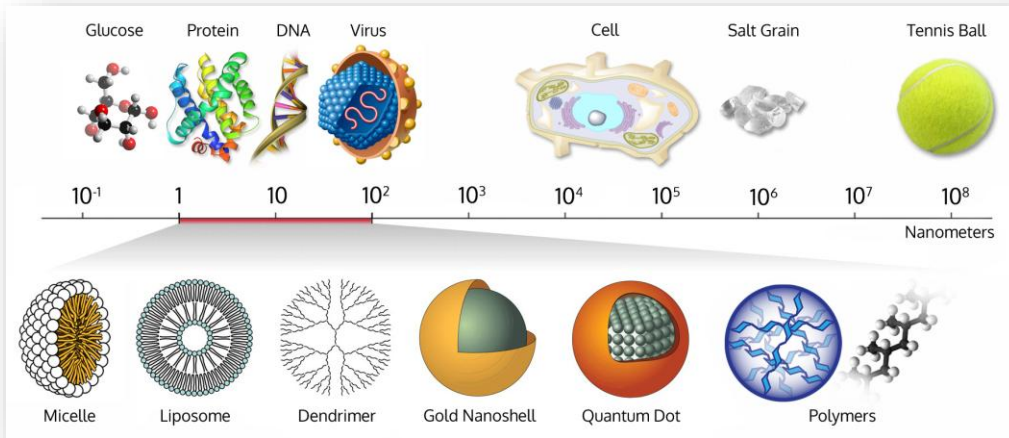 Glucose Protein DNA Virus Cell Salt Grain Tennis Ball
10⁻¹ 1 10 10² 10³ 10⁴ 10⁵ 10⁶ 10⁷ 10⁸
Nanometers
Micelle Liposome Dendrimer Gold Nanoshell Quantum Dot Polymers